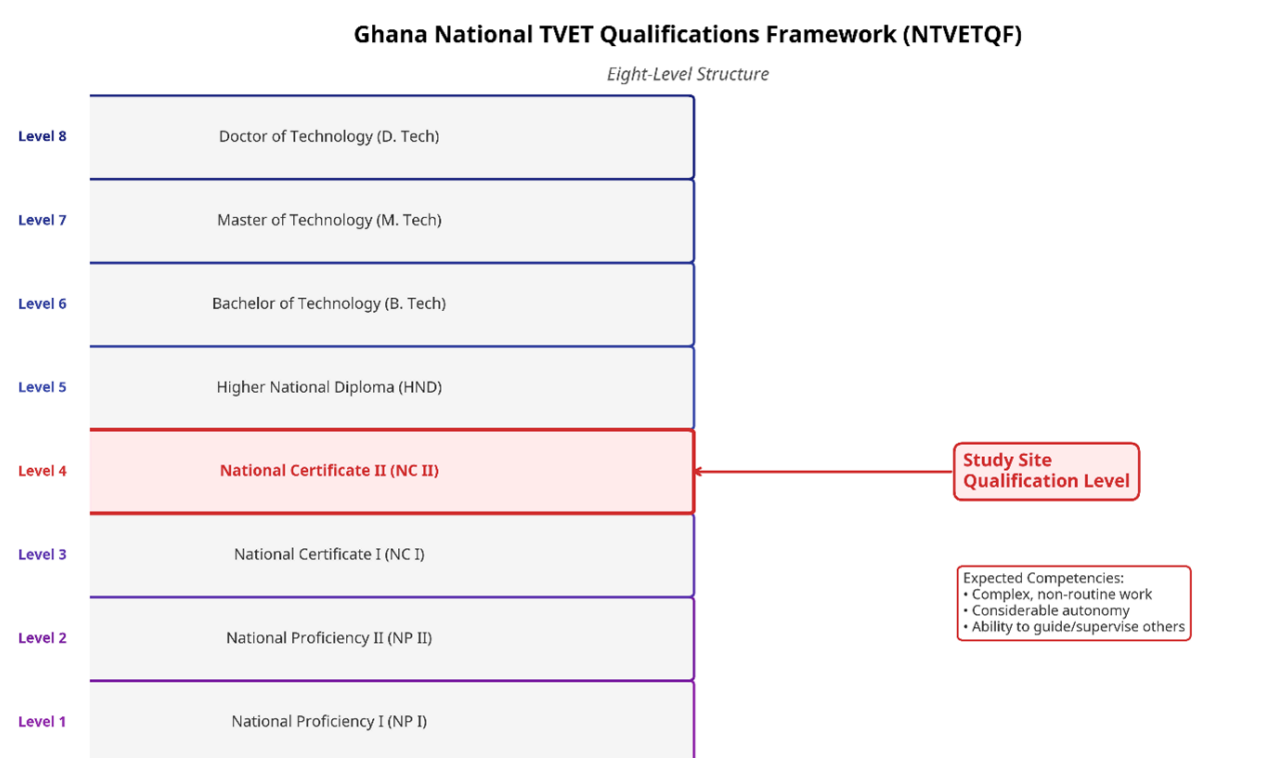 Ghana National TVET Qualifications Framework (NTVETQF)
Eight-Level Structure
Level 8
Doctor of Technology (D. Tech)
Level 7
Master of Technology (M. Tech)
Level 6
Bachelor of Technology (B. Tech)
Level 5
Higher National Diploma (HND)
Level 4
National Certificate II (NC II)
Study Site
Qualification Level
Level 3
National Certificate I (NC I)
Expected Competencies:
• Complex, non-routine work
• Considerable autonomy
• Ability to guide/supervise others
Level 2
National Proficiency II (NP II)
Level 1
National Proficiency I (NP I)